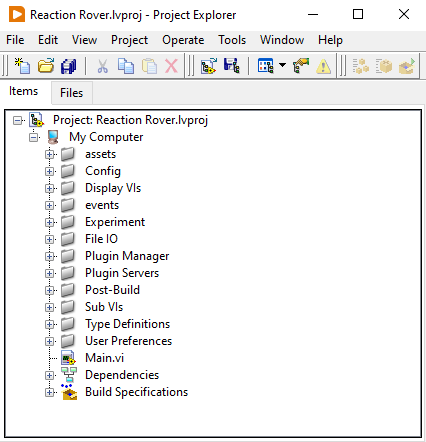 Reaction Rover.lvproj - Project Explorer
File Edit View Project Operate Tools Window Help
Items Files
Project: Reaction Rover.lvproj
My Computer
assets
Config
Display VIs
events
Experiment
File IO
Plugin Manager
Plugin Servers
Post-Build
Sub VIs
Type Definitions
User Preferences
Main.vi
Dependencies
Build Specifications